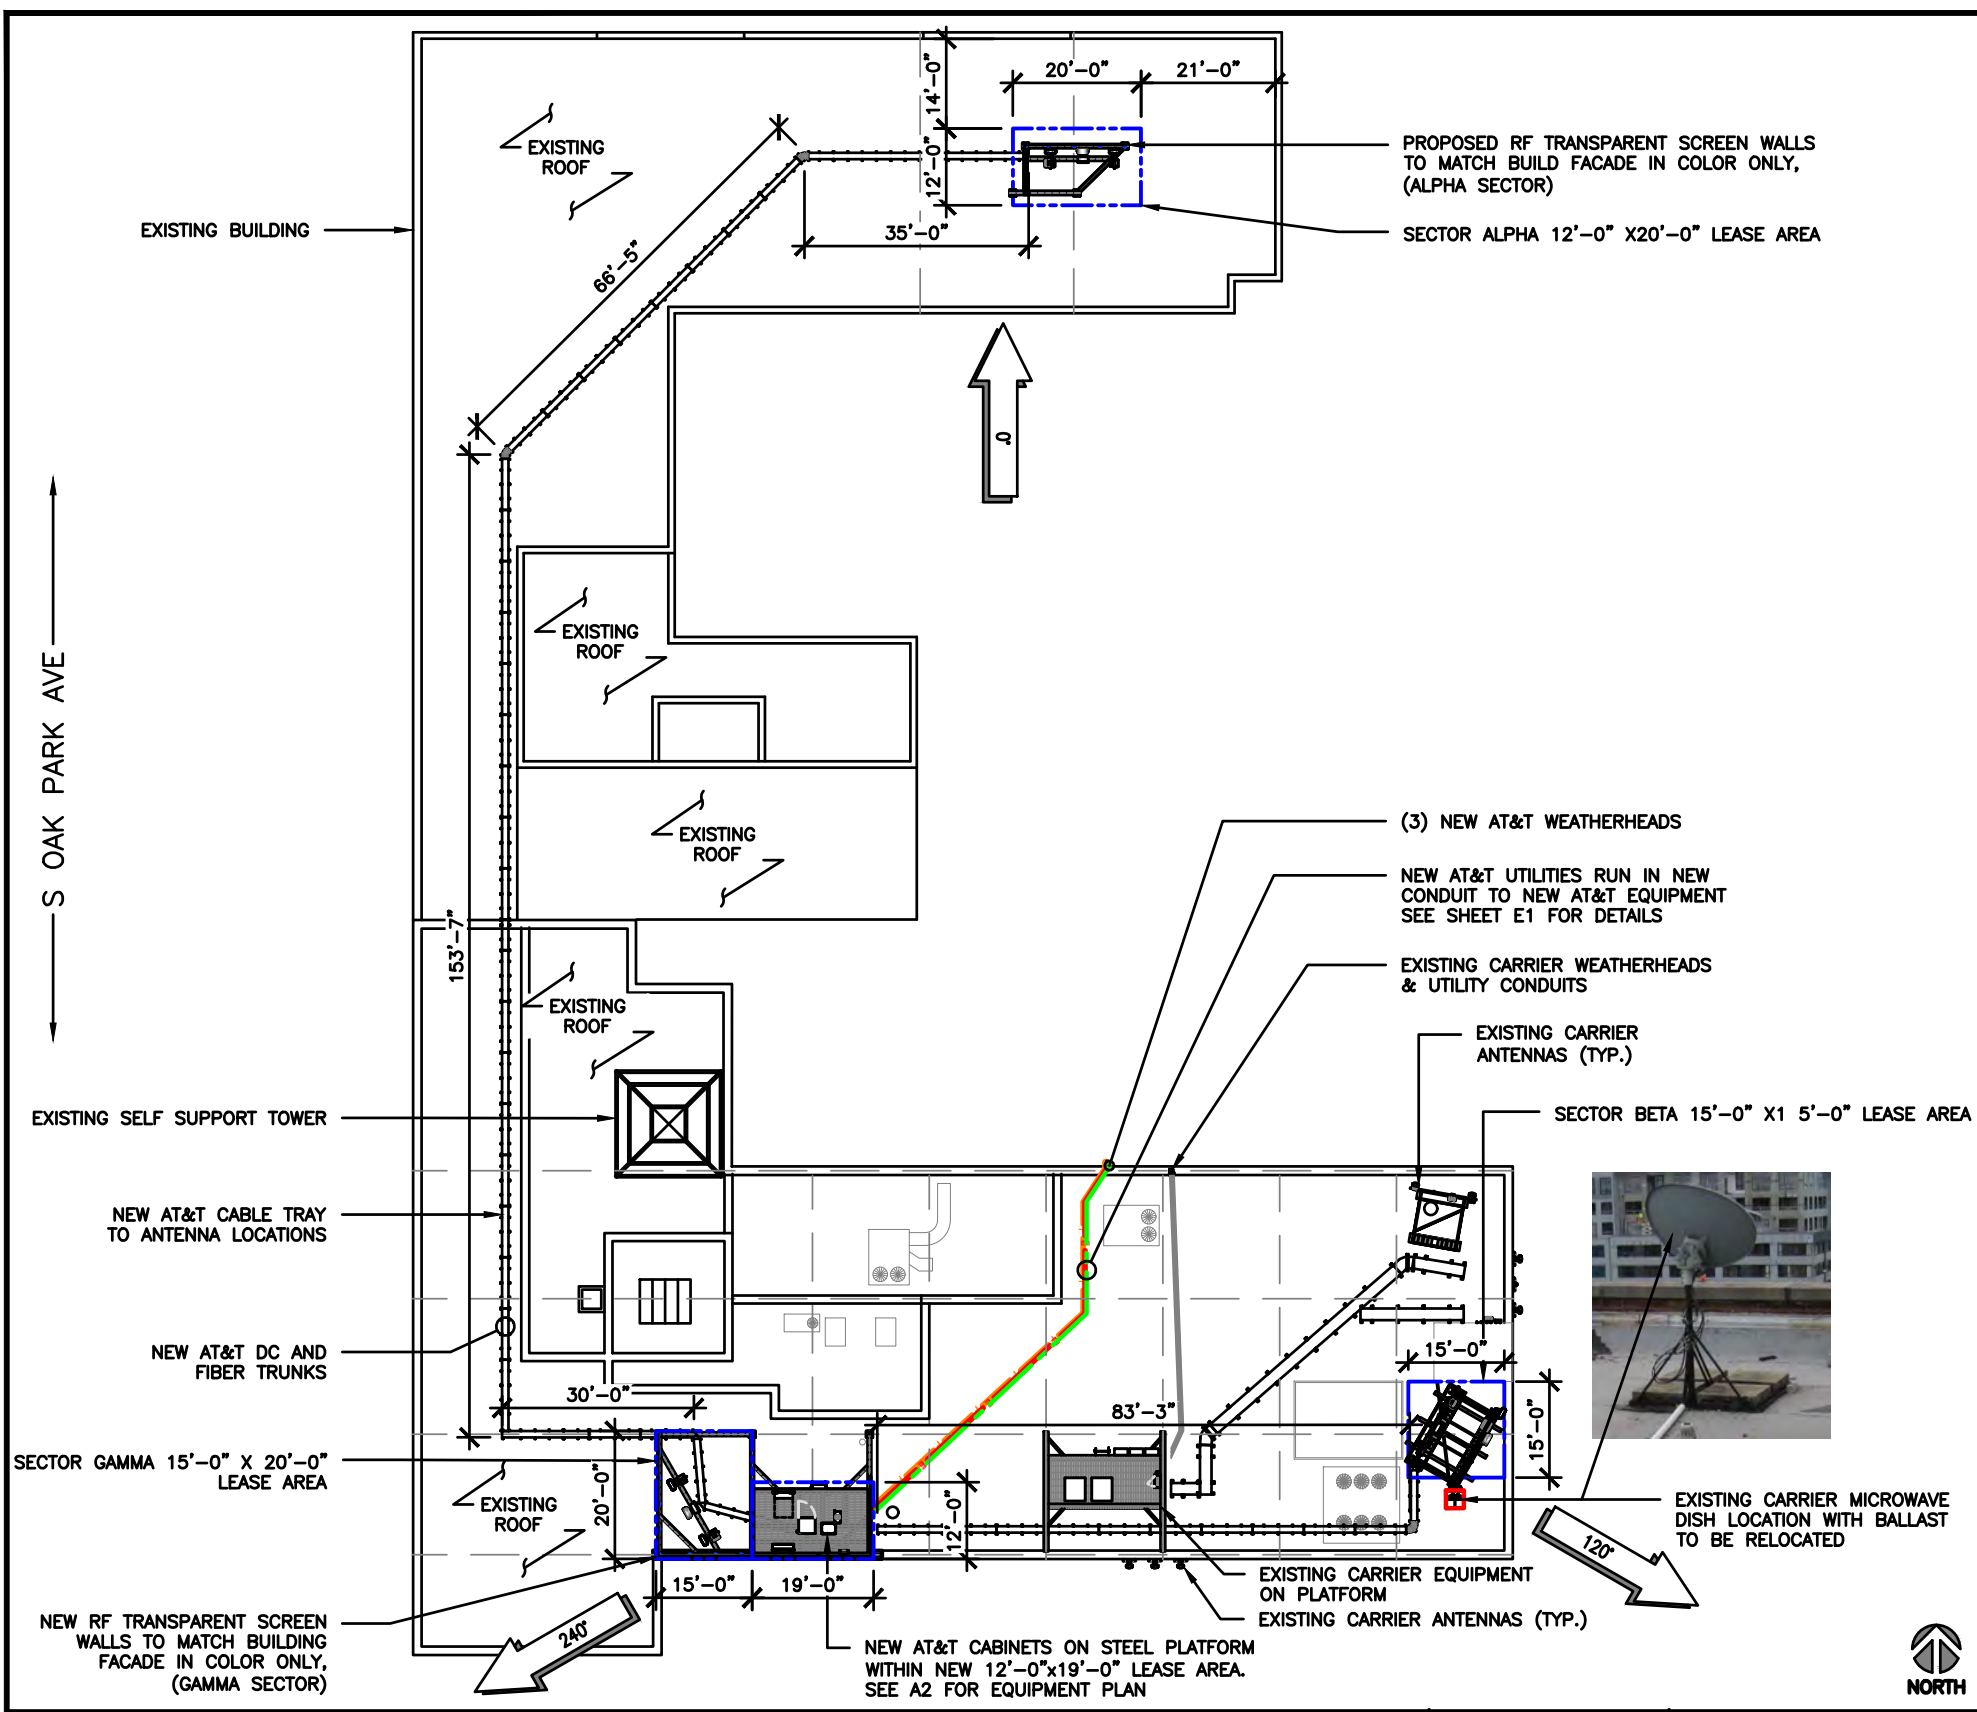 20'-0"
21'-0"
14'-0"
12'-0"
EXISTING
ROOF
PROPOSED RF TRANSPARENT SCREEN WALLS
TO MATCH BUILD FACADE IN COLOR ONLY,
(ALPHA SECTOR)
EXISTING BUILDING
SECTOR ALPHA 12'-0" X20'-0" LEASE AREA
35'-0"
66'-5"
0°
S OAK PARK AVE
EXISTING
ROOF
EXISTING
ROOF
153'-7"
(3) NEW AT&T WEATHERHEADS
NEW AT&T UTILITIES RUN IN NEW
CONDUIT TO NEW AT&T EQUIPMENT
SEE SHEET E1 FOR DETAILS
EXISTING CARRIER WEATHERHEADS
& UTILITY CONDUITS
EXISTING
ROOF
EXISTING CARRIER
ANTENNAS (TYP.)
EXISTING SELF SUPPORT TOWER
SECTOR BETA 15'-0" X1 5'-0" LEASE AREA
NEW AT&T CABLE TRAY
TO ANTENNA LOCATIONS
NEW AT&T DC AND
FIBER TRUNKS
15'-0"
30'-0"
83'-3"
15'-0"
SECTOR GAMMA 15'-0" X 20'-0"
LEASE AREA
EXISTING
ROOF
20'-0"
12'-0"
EXISTING CARRIER MICROWAVE
DISH LOCATION WITH BALLAST
TO BE RELOCATED
120°
15'-0"
19'-0"
EXISTING CARRIER EQUIPMENT
ON PLATFORM
EXISTING CARRIER ANTENNAS (TYP.)
NEW RF TRANSPARENT SCREEN
WALLS TO MATCH BUILDING
FACADE IN COLOR ONLY,
(GAMMA SECTOR)
240°
NEW AT&T CABINETS ON STEEL PLATFORM
WITHIN NEW 12'-0"x19'-0" LEASE AREA.
SEE A2 FOR EQUIPMENT PLAN
NORTH